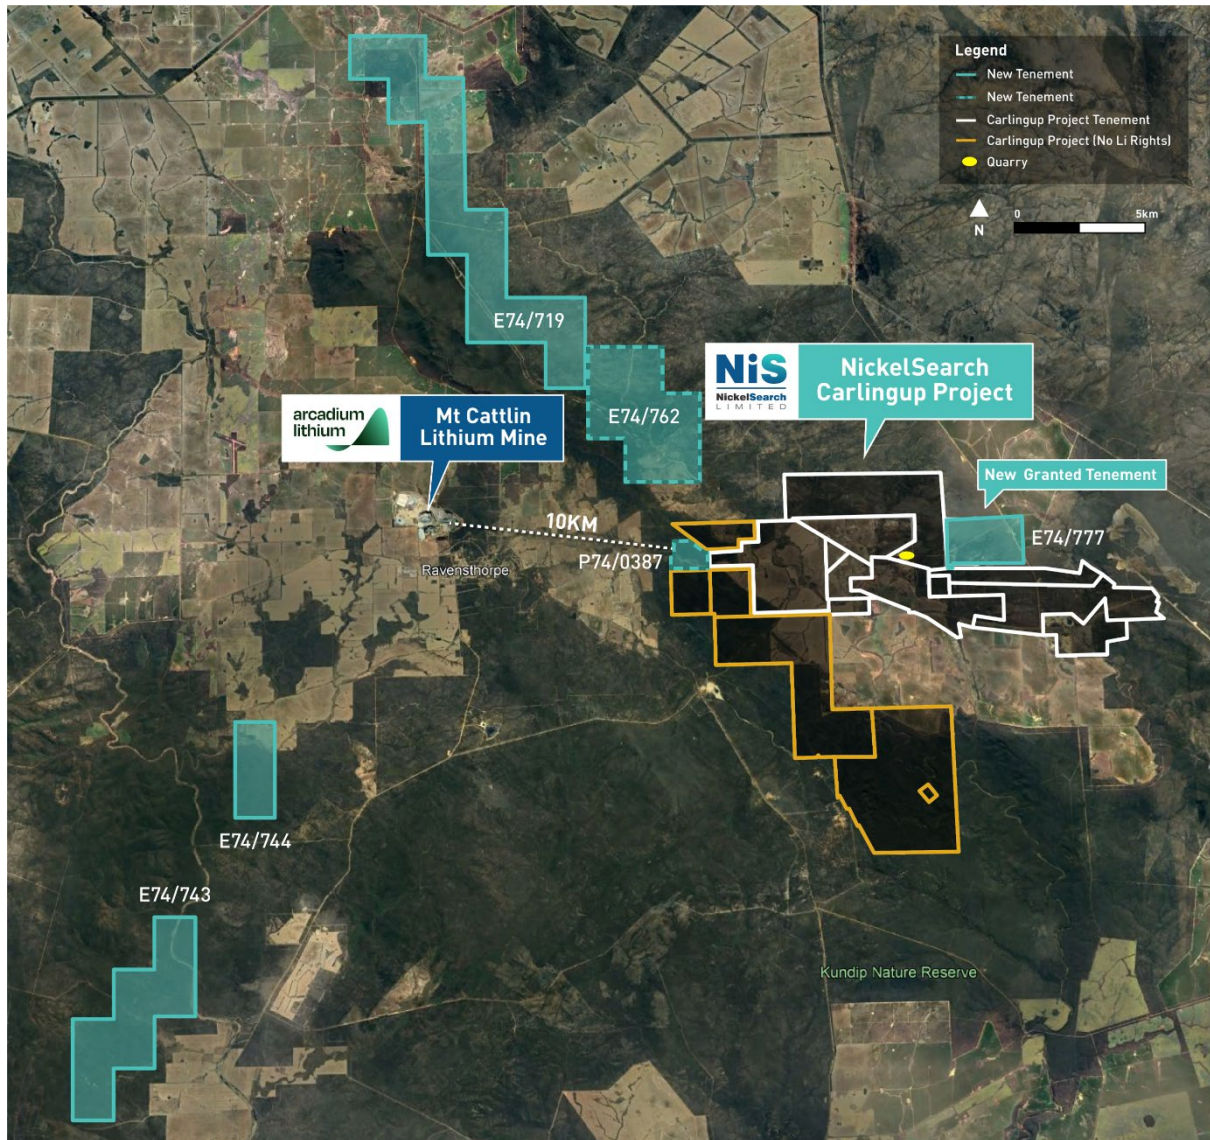 Legend
New Tenement
New Tenement
Carlingup Project Tenement
Carlingup Project (No Li Rights)
Quarry
N
0 5km
E74/719
NiS
NickelSearch
LIMITED
NickelSearch
Carlingup Project
arcadium
lithium
Mt Cattlin
Lithium Mine
E74/762
New Granted Tenement
E74/777
10KM
P74/0387
Ravensthorpe
E74/744
E74/743
Kundip Nature Reserve